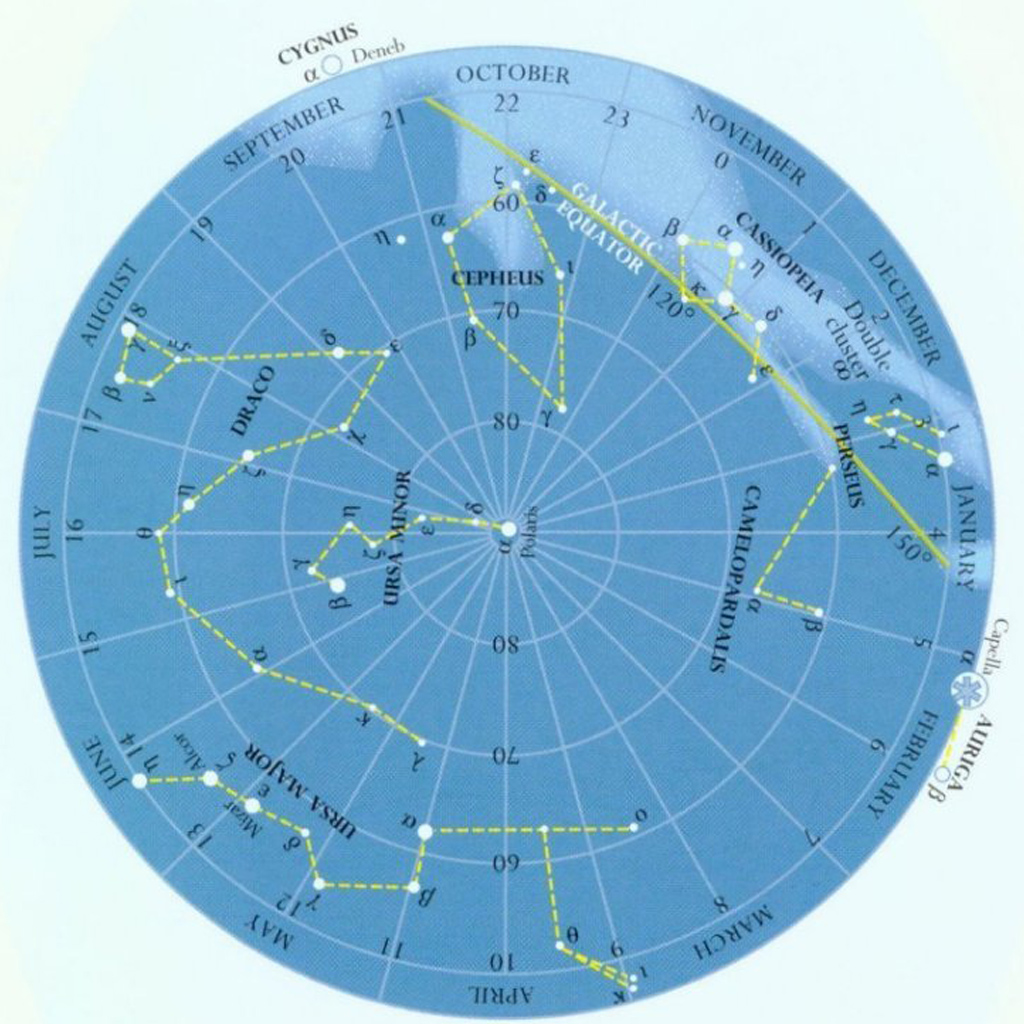 CYGNUS
α Deneb
OCTOBER
22
23
NOVEMBER
0
1
DECEMBER
2
JANUARY
4
5
FEBRUARY
6
7
MARCH
8
9
APRIL
10
11
MAY
12
13
JUNE
14
15
JULY
16
17
AUGUST
18
19
SEPTEMBER
20
21
GALACTIC
EQUATOR
120°
150°
60
70
80
80
70
60
CEPHEUS
ε
ζ
δ
α
η
ι
β
γ
CASSIOPEIA
β
α
η
κ
γ
δ
ε
Double
cluster
PERSEUS
η
τ
γ
ε
ι
α
CAMELOPARDALIS
α
β
Capella
α
AURIGA
β
DRACO
γ
ξ
β
ν
δ
ε
χ
ζ
η
θ
ι
α
κ
λ
URSA MINOR
η
ζ
γ
β
ε
δ
α
Polaris
URSA MAJOR
η
Alcor
ζ
Mizar
ε
δ
γ
β
α
ο
θ
ι
κ